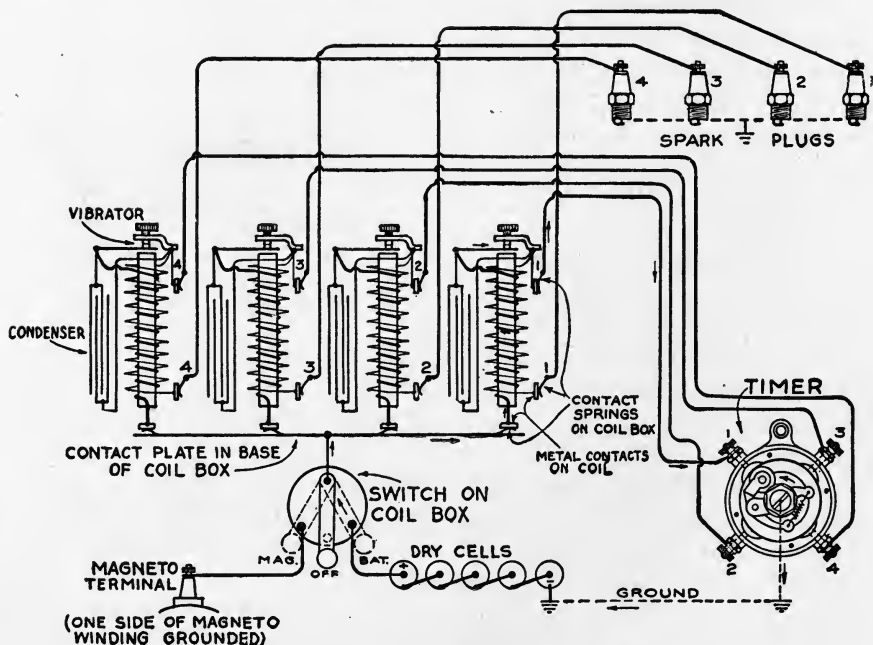 4
3
2
1
SPARK PLUGS
VIBRATOR
4
3
2
1
CONDENSER
4
3
2
1
CONTACT SPRINGS ON COIL BOX
METAL CONTACTS ON COIL
CONTACT PLATE IN BASE
OF COIL BOX
TIMER
1
3
2
4
SWITCH ON
COIL BOX
MAG.
OFF
BAT.
DRY CELLS
+
-
MAGNETO
TERMINAL
(ONE SIDE OF MAGNETO
WINDING GROUNDED)
GROUND